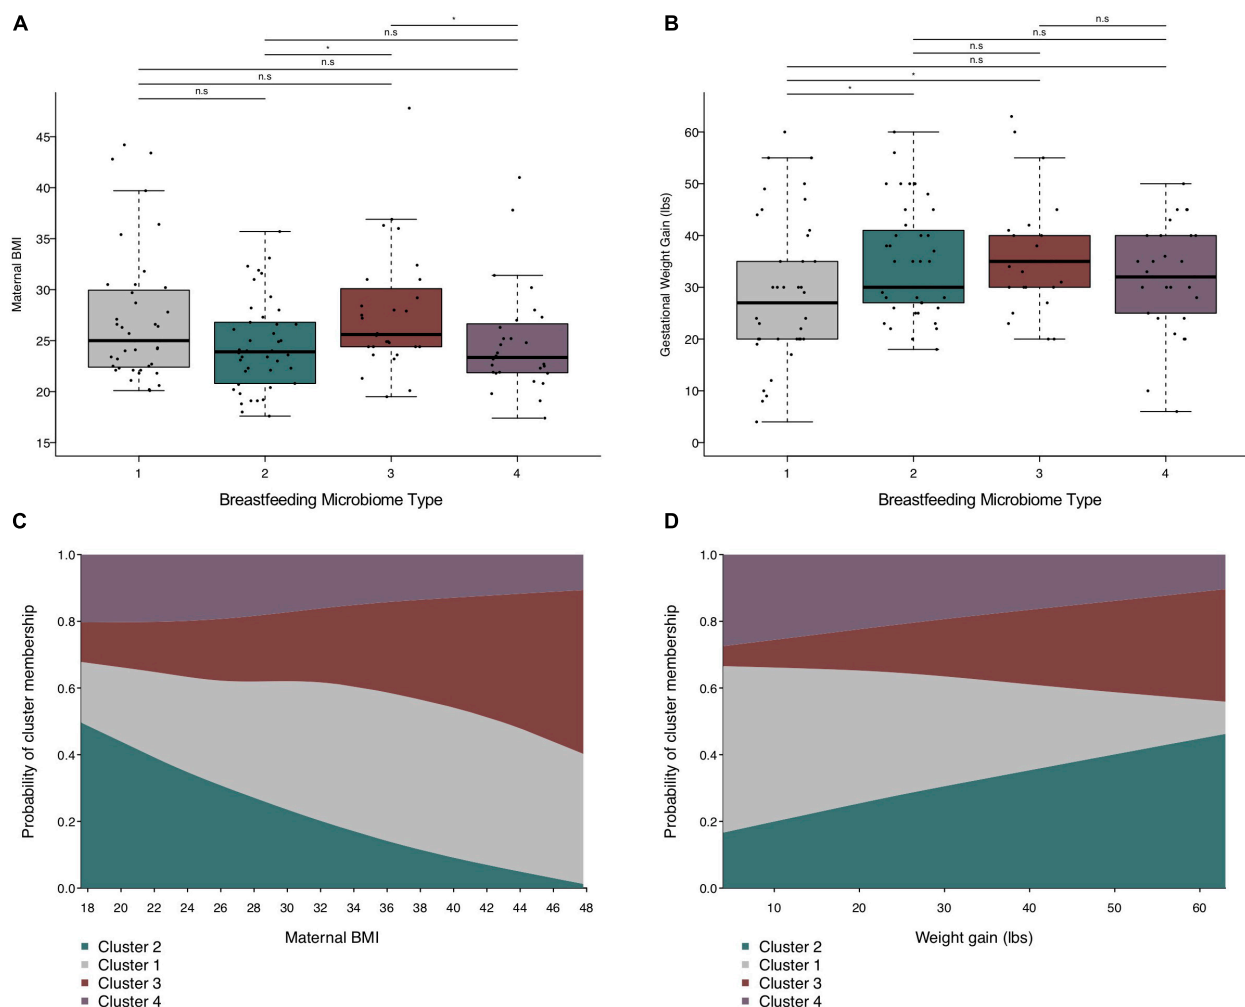 A
*
n.s
*
n.s
n.s
n.s
45
40
35
30
25
20
15
Maternal BMI
1 2 3 4
Breastfeeding Microbiome Type
B
n.s
n.s
n.s
n.s
*
*
60
50
40
30
20
10
0
Gestational Weight Gain (lbs)
1 2 3 4
Breastfeeding Microbiome Type
C
1.0
0.8
0.6
0.4
0.2
0.0
Probability of cluster membership
18 20 22 24 26 28 30 32 34 36 38 40 42 44 46 48
Maternal BMI
Cluster 2
Cluster 1
Cluster 3
Cluster 4
D
1.0
0.8
0.6
0.4
0.2
0.0
Probability of cluster membership
10 20 30 40 50 60
Weight gain (lbs)
Cluster 2
Cluster 1
Cluster 3
Cluster 4